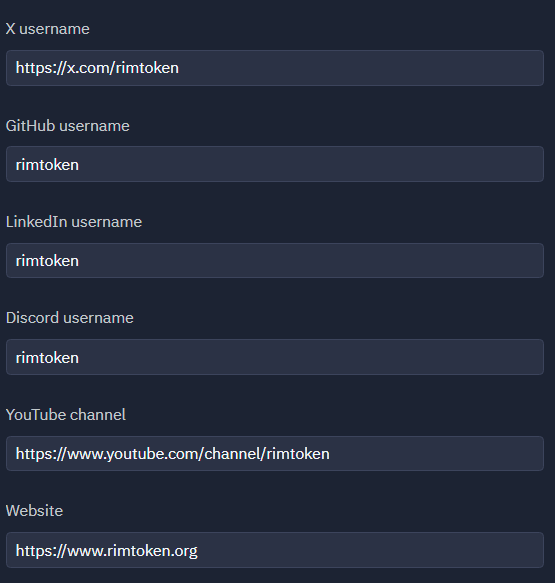 X username
https://x.com/rimtoken
GitHub username
rimtoken
LinkedIn username
rimtoken
Discord username
rimtoken
YouTube channel
https://www.youtube.com/channel/rimtoken
Website
https://www.rimtoken.org